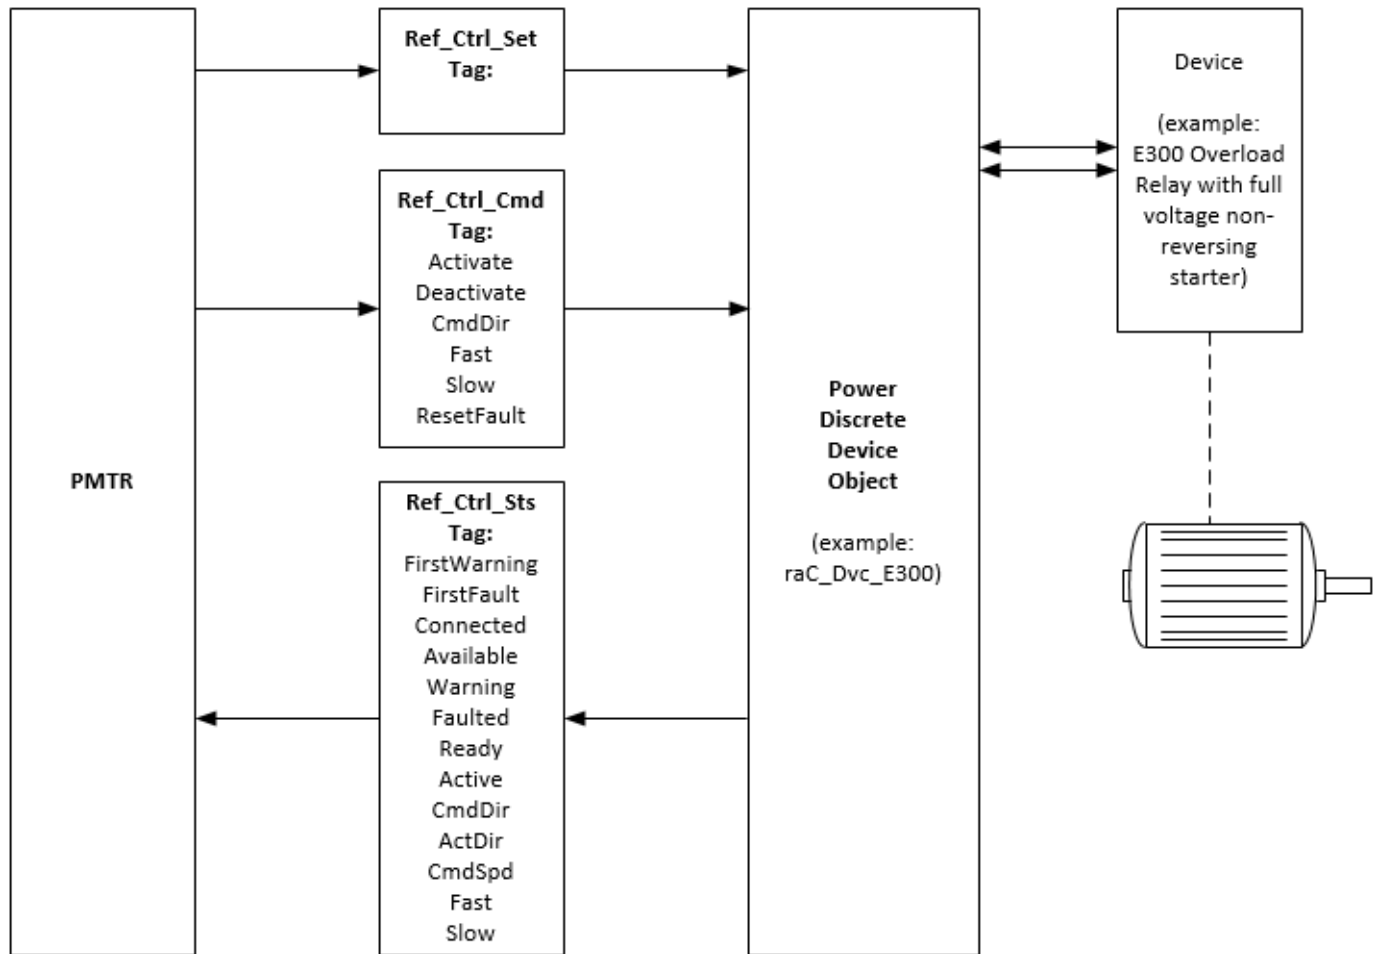 PMTR
Ref_Ctrl_Set
Tag:
Ref_Ctrl_Cmd
Tag:
Activate
Deactivate
CmdDir
Fast
Slow
ResetFault
Ref_Ctrl_Sts
Tag:
FirstWarning
FirstFault
Connected
Available
Warning
Faulted
Ready
Active
CmdDir
ActDir
CmdSpd
Fast
Slow
Power
Discrete
Device
Object
(example:
raC_Dvc_E300)
Device
(example:
E300 Overload
Relay with full
voltage non-
reversing
starter)